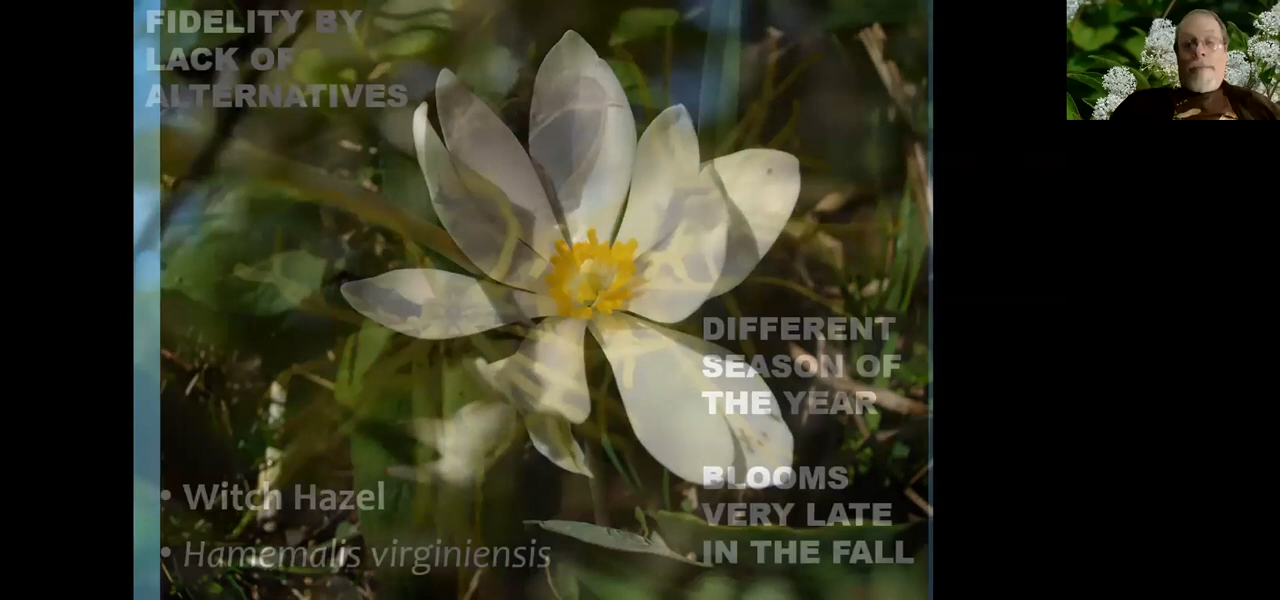 FIDELITY BY
LACK OF
ALTERNATIVES
DIFFERENT
SEASON OF
THE YEAR
BLOOMS
VERY LATE
IN THE FALL
• Witch Hazel
• Hamemalis virginiensis